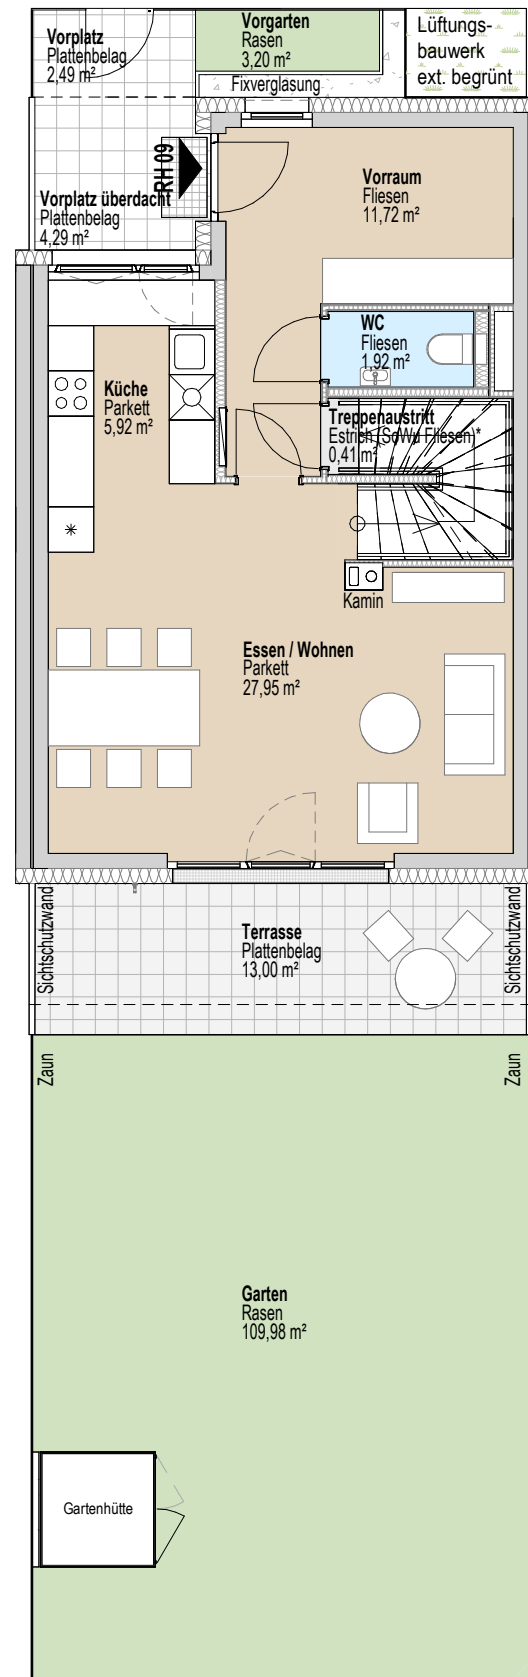 Vorplatz
Plattenbelag
2,49 m²
Vorgarten
Rasen
3,20 m²
Fixverglasung
Lüftungs-
bauwerk
ext. begrünt
RH 09
Vorplatz überdacht
Plattenbelag
4,29 m²
Vorraum
Fliesen
11,72 m²
WC
Fliesen
1,92 m²
Küche
Parkett
5,92 m²
Treppenaustritt
Estrich (SoWu Fliesen)*
0,41 m²
Kamin
Essen / Wohnen
Parkett
27,95 m²
Sichtschutzwand
Terrasse
Plattenbelag
13,00 m²
Sichtschutzwand
Zaun
Zaun
Garten
Rasen
109,98 m²
Gartenhütte